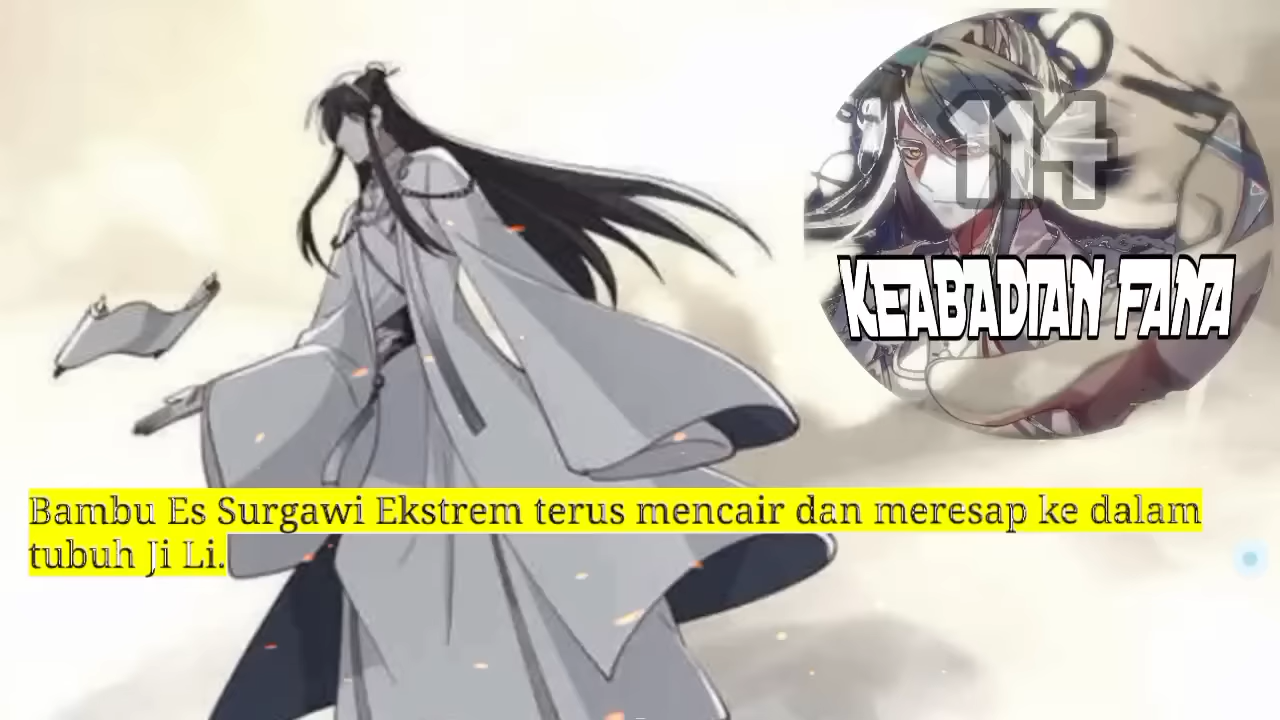 114
KEABADIAN FANA
Bambu Es Surgawi Ekstrem terus mencair dan meresap ke dalam
tubuh Ji Li.